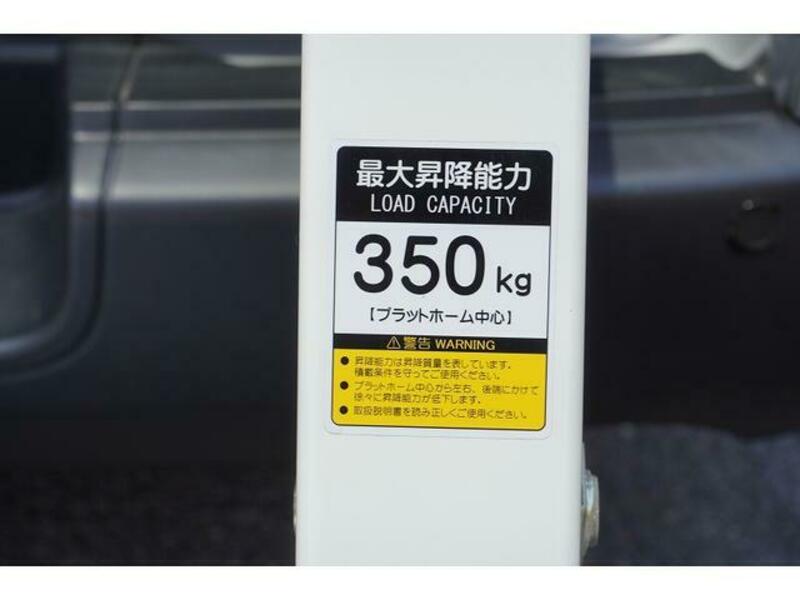 最大昇降能力
LOAD CAPACITY
350kg
【プラットホーム中心】
⚠警告 WARNING
● 昇降能力は昇降質量を表しています。
積載条件を守ってご使用ください。
● プラットホーム中心から左右、後端にかけて
徐々に昇降能力が低下します。
● 取扱説明書を読み正しくご使用ください。